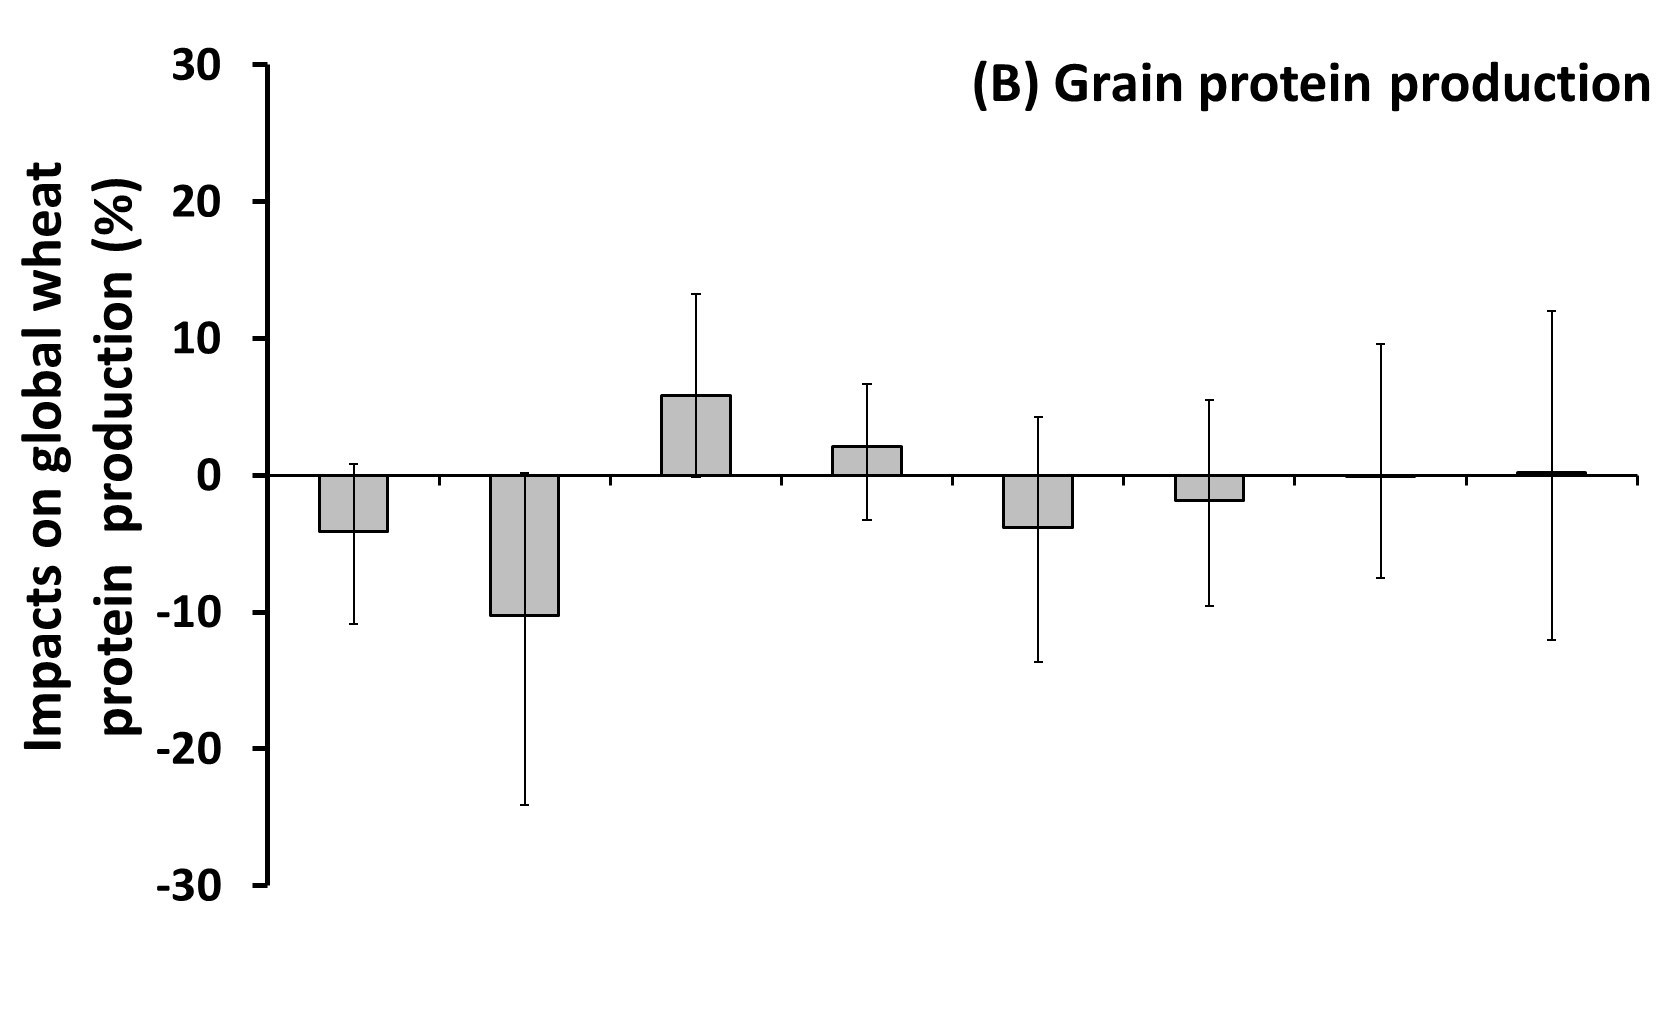 (B) Grain protein production
Impacts on global wheat
protein production (%)
30
20
10
0
-10
-20
-30